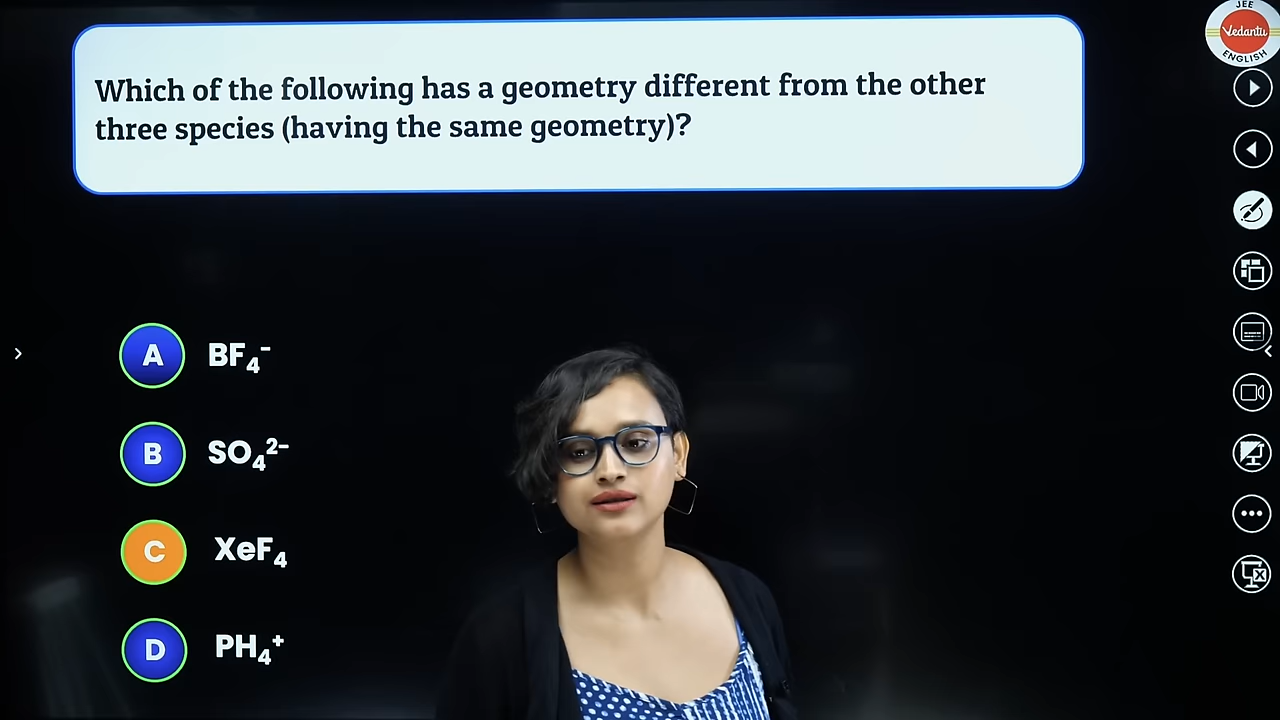 JEE
Vedantu
ENGLISH
Which of the following has a geometry different from the other
three species (having the same geometry)?
A BF₄⁻
B SO₄²⁻
C XeF₄
D PH₄⁺